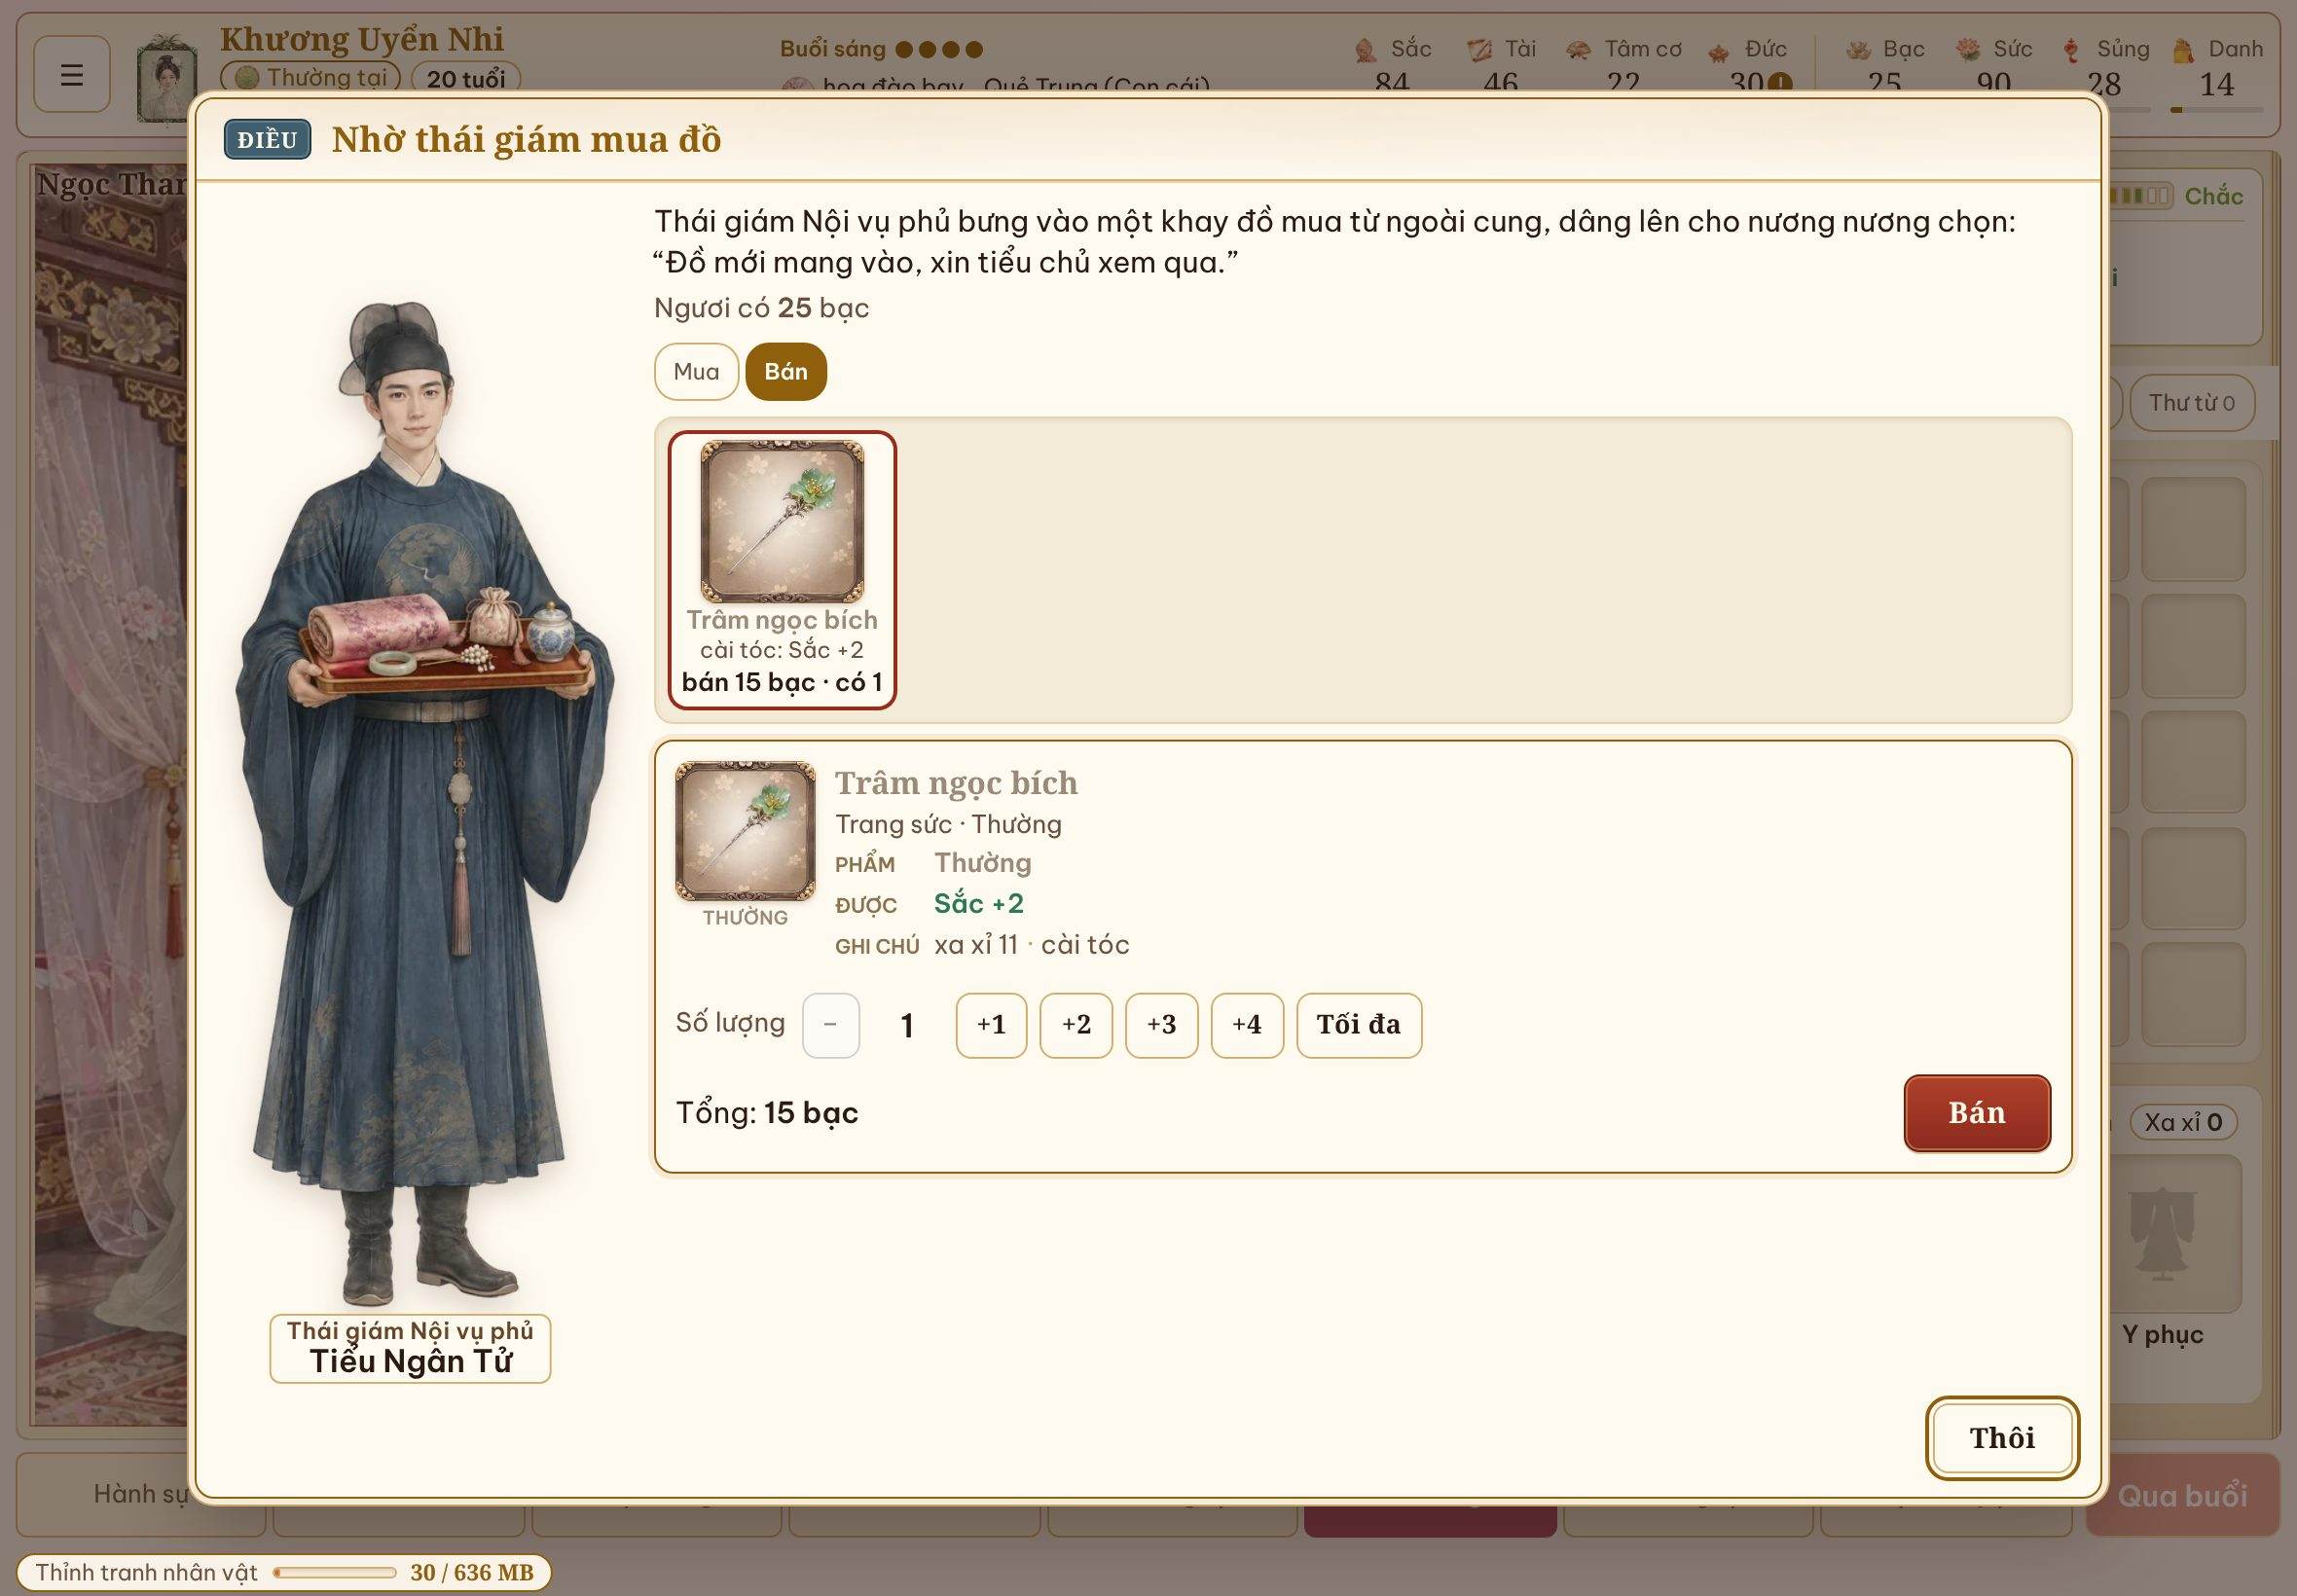 Khương Uyển Nhi
Thường tại
20 tuổi
Buổi sáng
hoa đào bay
Quẻ Trung (Con cái)
Sắc
84
Tài
46
Tâm cơ
22
Đức
30
Bạc
25
Sức
90
Sủng
28
Danh
14
ĐIỀU
Nhờ thái giám mua đồ
Chắc
Thư từ 0
Thái giám Nội vụ phủ bưng vào một khay đồ mua từ ngoài cung, dâng lên cho nương nương chọn:
“Đồ mới mang vào, xin tiểu chủ xem qua.”
Ngươi có 25 bạc
Mua
Bán
Trâm ngọc bích
cài tóc: Sắc +2
bán 15 bạc · có 1
Trâm ngọc bích
Trang sức · Thường
PHẨM Thường
ĐƯỢC Sắc +2
GHI CHÚ xa xỉ 11 · cài tóc
THƯỜNG
Số lượng − 1 +1 +2 +3 +4 Tối đa
Tổng: 15 bạc
Bán
Thái giám Nội vụ phủ
Tiểu Ngân Tử
Thôi
Xa xỉ 0
Y phục
Hành sự
Qua buổi
Thỉnh tranh nhân vật 30 / 636 MB